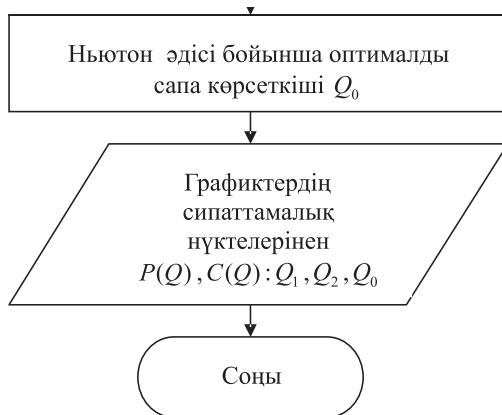 Ньютон әдісі бойынша оптималды
сапа көрсеткіші Q₀
Графиктердің
сипаттамалық
нүктелерінен
P(Q), C(Q): Q₁, Q₂, Q₀
Соңы